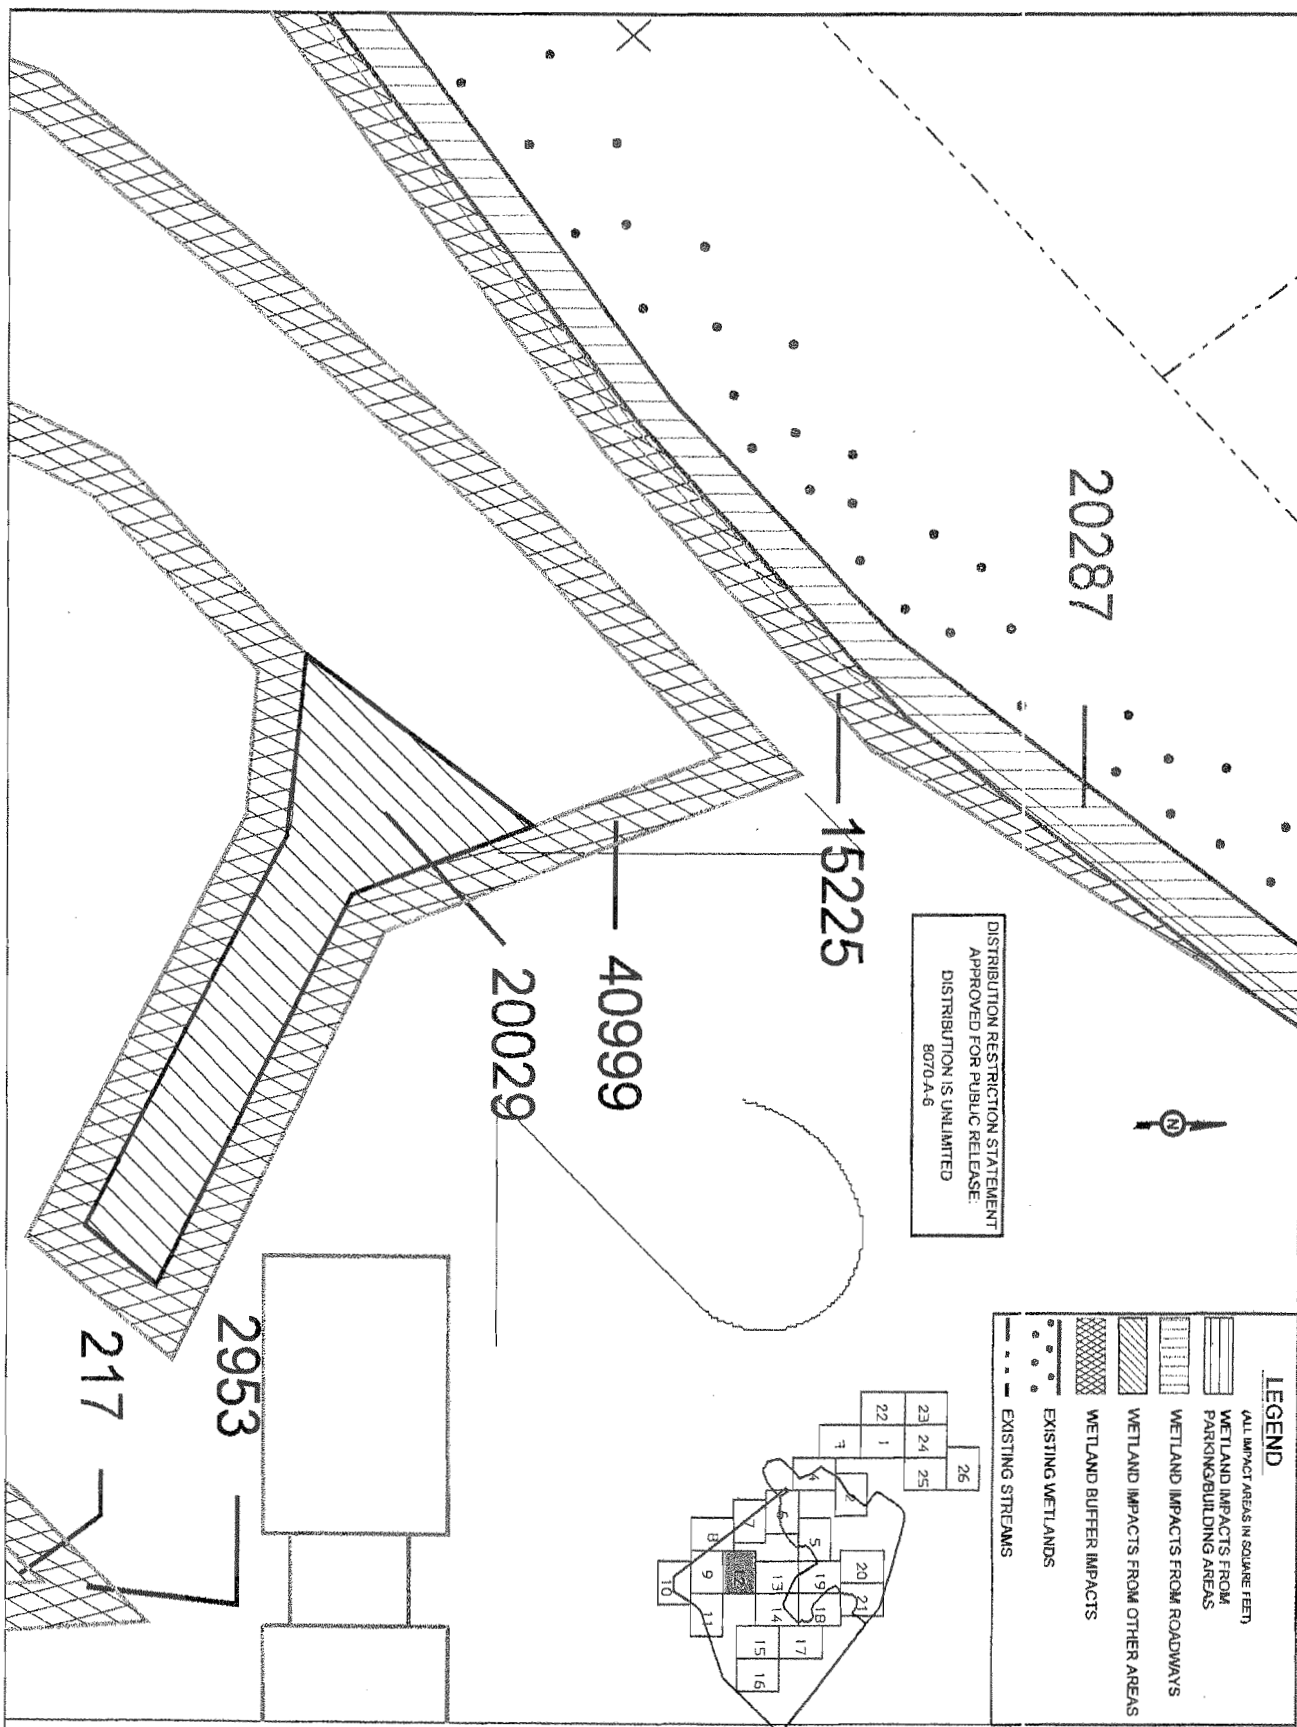 LEGEND
(ALL IMPACT AREAS IN SQUARE FEET)
WETLAND IMPACTS FROM
PARKING/BUILDING AREAS
WETLAND IMPACTS FROM ROADWAYS
WETLAND IMPACTS FROM OTHER AREAS
WETLAND BUFFER IMPACTS
EXISTING WETLANDS
EXISTING STREAMS
20287
15225
40999
20029
2953
217
DISTRIBUTION RESTRICTION STATEMENT
APPROVED FOR PUBLIC RELEASE:
DISTRIBUTION IS UNLIMITED
8070-A-6
N
26
23 24 25
22 1
4 2
6 5 20
7 19 21
8 13 18
9 12 14 17
10 11 15 16